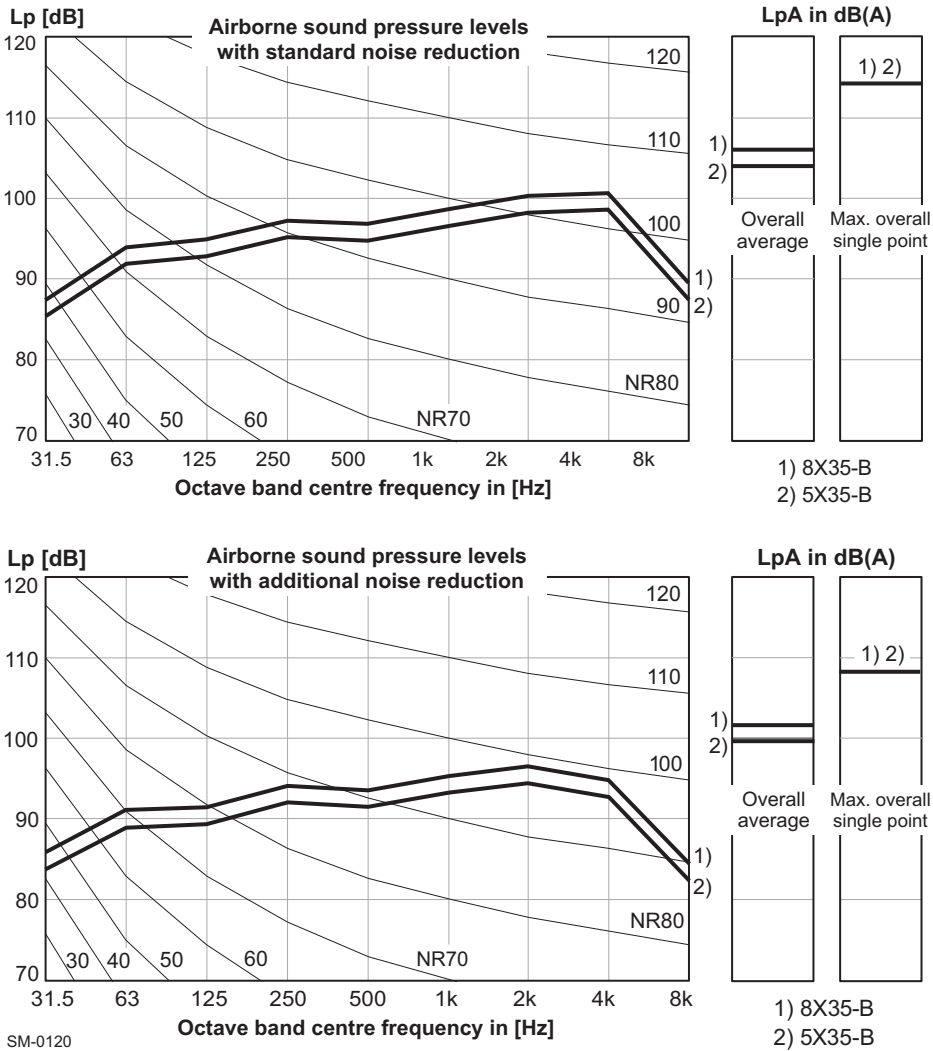 Lp [dB]
Airborne sound pressure levels
with standard noise reduction
LpA in dB(A)
120
110
100
90
80
70
120
110
100
90
NR80
NR70
60
50
40
30
1)
2)
31.5 63 125 250 500 1k 2k 4k 8k
Octave band centre frequency in [Hz]
1) 2)
1)
2)
Overall
average
Max. overall
single point
1) 8X35-B
2) 5X35-B
Lp [dB]
Airborne sound pressure levels
with additional noise reduction
LpA in dB(A)
120
110
100
90
80
70
120
110
100
NR80
NR70
60
50
40
30
1)
2)
31.5 63 125 250 500 1k 2k 4k 8k
Octave band centre frequency in [Hz]
1) 2)
1)
2)
Overall
average
Max. overall
single point
1) 8X35-B
2) 5X35-B
SM-0120